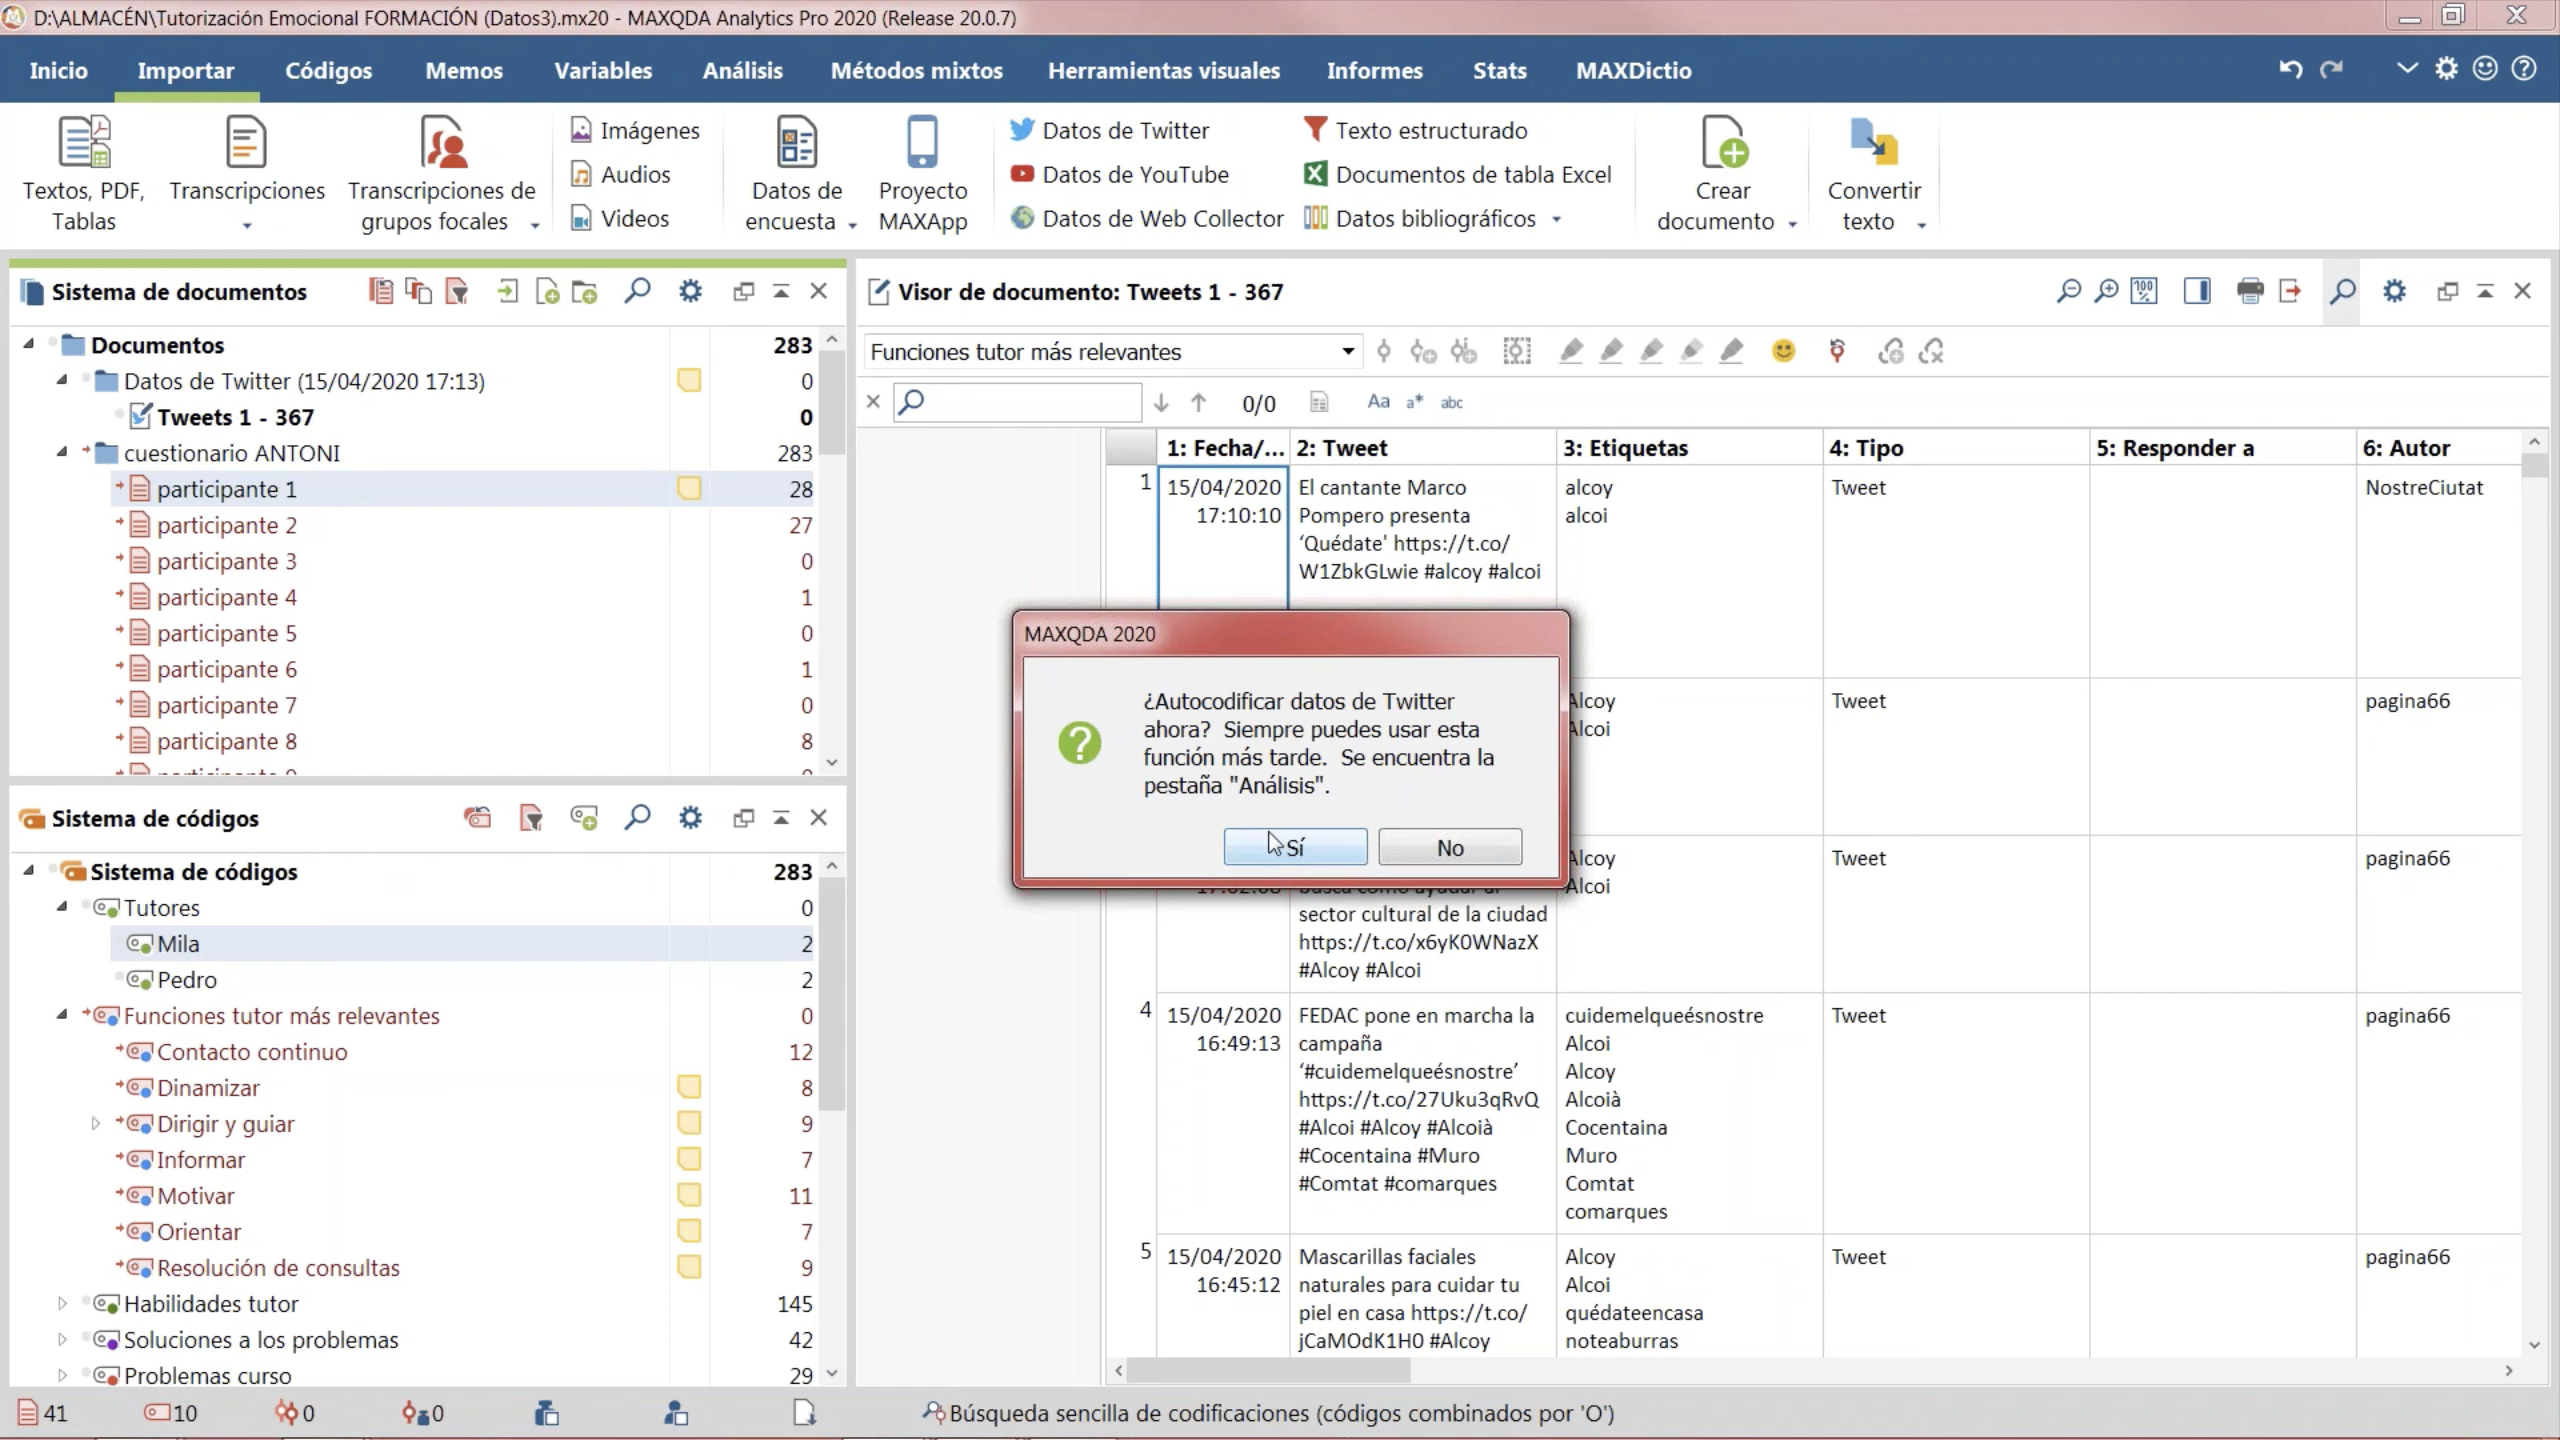 D:\ALMACÉN\Tutorización Emocional FORMACIÓN (Datos3).mx20 - MAXQDA Analytics Pro 2020 (Release 20.0.7)
Inicio Importar Códigos Memos Variables Análisis Métodos mixtos Herramientas visuales Informes Stats MAXDictio
Textos, PDF,
Tablas
Transcripciones
Transcripciones de
grupos focales
Imágenes
Audios
Videos
Datos de
encuesta
Proyecto
MAXApp
Datos de Twitter
Datos de YouTube
Datos de Web Collector
Texto estructurado
Documentos de tabla Excel
Datos bibliográficos
Crear
documento
Convertir
texto
Sistema de documentos
Documentos 283
Datos de Twitter (15/04/2020 17:13) 0
Tweets 1 - 367 0
cuestionario ANTONI 283
participante 1 28
participante 2 27
participante 3 0
participante 4 1
participante 5 0
participante 6 1
participante 7 0
participante 8 8
Sistema de códigos
Sistema de códigos 283
Tutores 0
Mila 2
Pedro 2
Funciones tutor más relevantes 0
Contacto continuo 12
Dinamizar 8
Dirigir y guiar 9
Informar 7
Motivar 11
Orientar 7
Resolución de consultas 9
Habilidades tutor 145
Soluciones a los problemas 42
Problemas curso 29
Visor de documento: Tweets 1 - 367
100
%
Funciones tutor más relevantes
0/0 Aa a* abc
1: Fecha/... 2: Tweet 3: Etiquetas 4: Tipo 5: Responder a 6: Autor
1
15/04/2020
17:10:10
El cantante Marco
Pompero presenta
‘Quédate' https://t.co/
W1ZbkGLwie #alcoy #alcoi
alcoy
alcoi
Tweet
NostreCiutat
MAXQDA 2020
¿Autocodificar datos de Twitter
ahora? Siempre puedes usar esta
función más tarde. Se encuentra la
pestaña "Análisis".
Sí No
Alcoy
Alcoi
Tweet
pagina66
Alcoy
Alcoi
Tweet
pagina66
sector cultural de la ciudad
https://t.co/x6yK0WNazX
#Alcoy #Alcoi
4
15/04/2020
16:49:13
FEDAC pone en marcha la
campaña
‘#cuidemelqueésnostre’
https://t.co/27Uku3qRvQ
#Alcoi #Alcoy #Alcoià
#Cocentaina #Muro
#Comtat #comarques
cuidemelqueésnostre
Alcoi
Alcoy
Alcoià
Cocentaina
Muro
Comtat
comarques
Tweet
pagina66
5
15/04/2020
16:45:12
Mascarillas faciales
naturales para cuidar tu
piel en casa https://t.co/
jCaMOdK1H0 #Alcoy
Alcoy
Alcoi
quédateencasa
noteaburras
Tweet
pagina66
41 10 0 0
Búsqueda sencilla de codificaciones (códigos combinados por 'O')